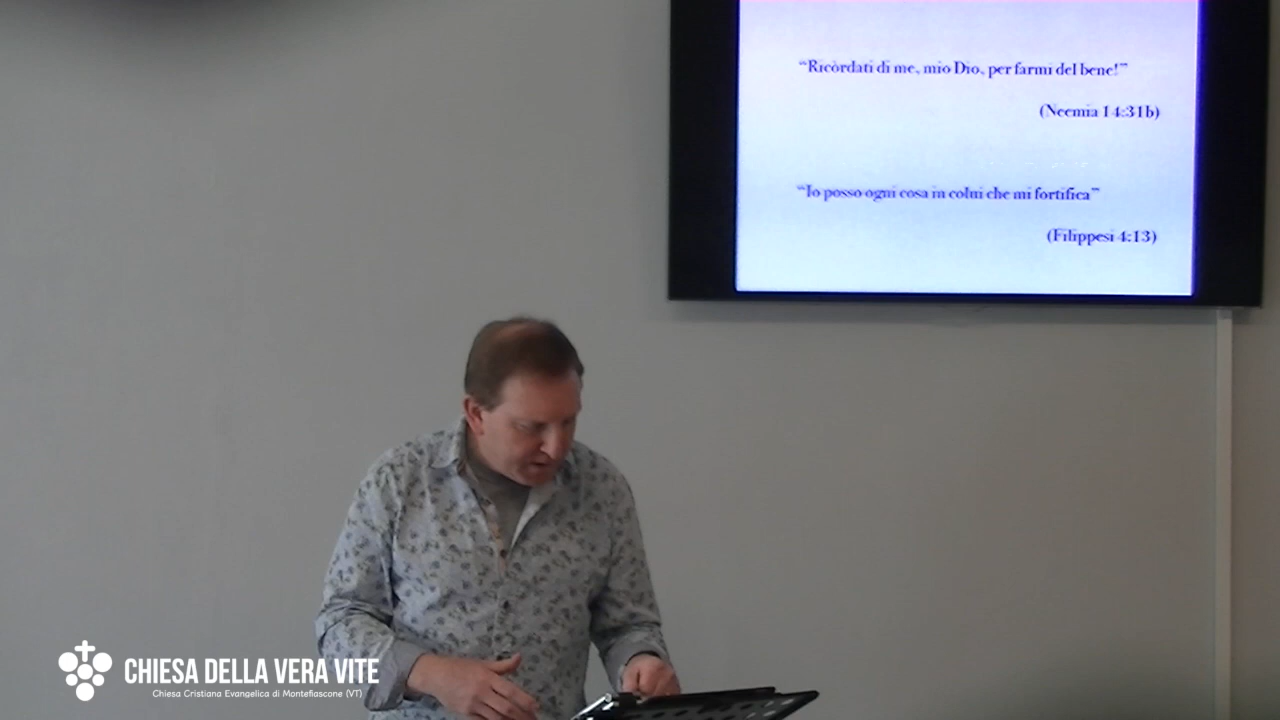 “Ricòrdati di me, mio Dio, per farmi del bene!”
(Neemia 14:31b)
“Io posso ogni cosa in colui che mi fortifica”
(Filippesi 4:13)
CHIESA DELLA VERA VITE
Chiesa Cristiana Evangelica di Montefiascone (VT)